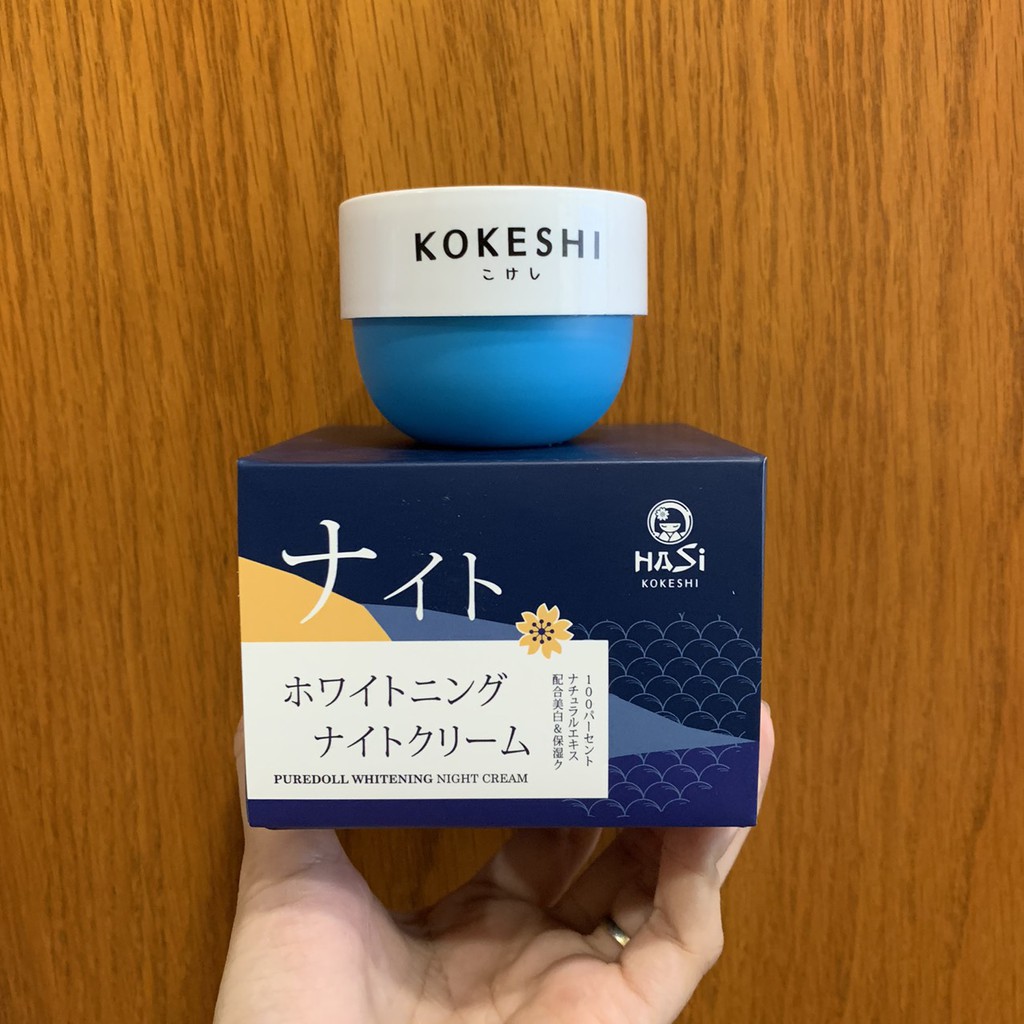 KOKESHI
こけし
HASi
KOKESHI
ナイト
ホワイトニング
ナイトクリーム
PUREDOLL WHITENING NIGHT CREAM
100パーセント
ナチュラルエキス
配合美白&保湿ク